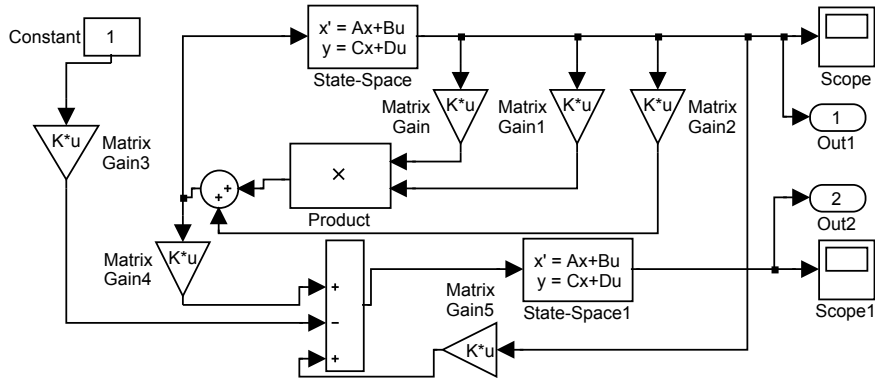 Constant
1
x' = Ax+Bu
y = Cx+Du
State-Space
Scope
K*u
Matrix
Gain3
K*u
Matrix
Gain
K*u
Matrix
Gain1
K*u
Matrix
Gain2
1
Out1
×
Product
+
+
2
Out2
K*u
Matrix
Gain4
+
−
+
x' = Ax+Bu
y = Cx+Du
State-Space1
Scope1
Matrix
Gain5
K*u